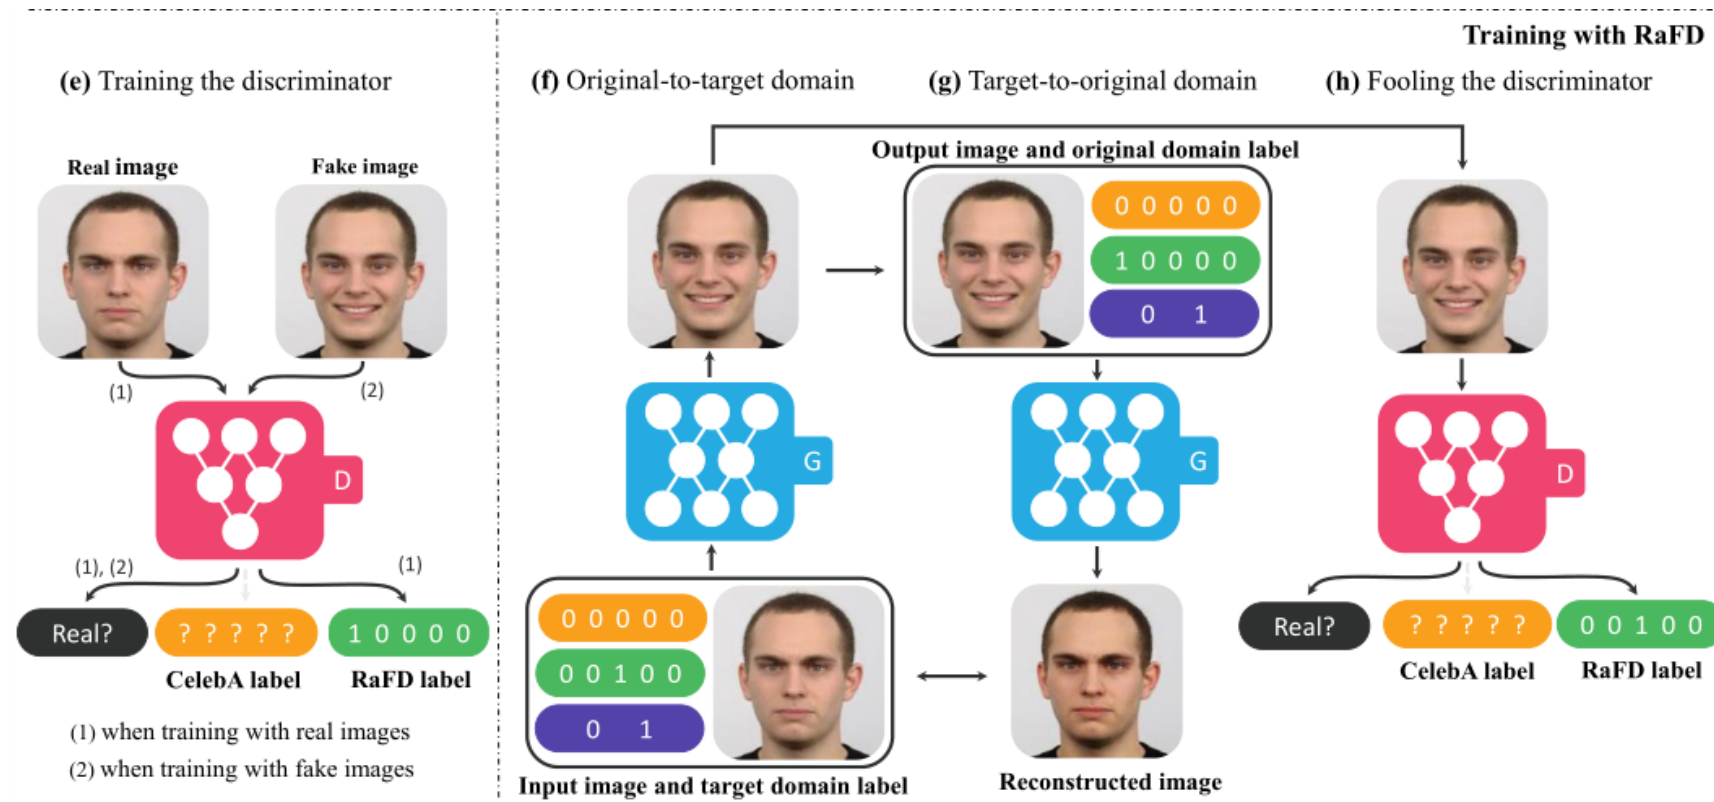 Training with RaFD
(e) Training the discriminator
(f) Original-to-target domain
(g) Target-to-original domain
(h) Fooling the discriminator
Real image
Fake image
(1)
(2)
D
(1), (2)
(1)
Real?
? ? ? ? ?
1 0 0 0 0
CelebA label
RaFD label
(1) when training with real images
(2) when training with fake images
G
0 0 0 0 0
0 0 1 0 0
0 1
Input image and target domain label
Output image and original domain label
0 0 0 0 0
1 0 0 0 0
0 1
G
Reconstructed image
D
Real?
? ? ? ? ?
0 0 1 0 0
CelebA label
RaFD label